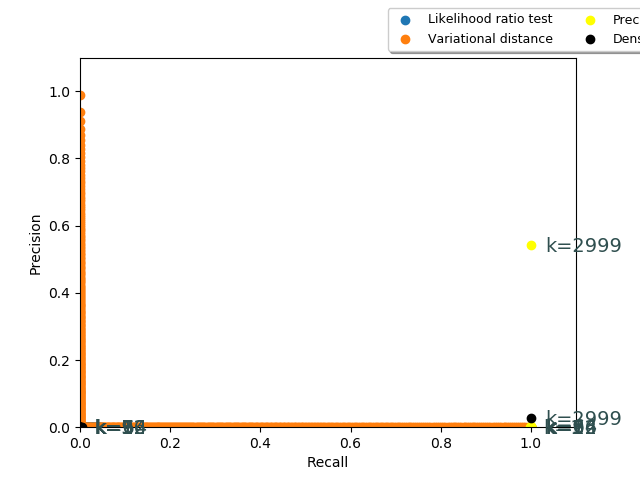 Likelihood ratio test
Variational distance
Prec
Dens
1.0
0.8
0.6
0.4
0.2
0.0
Precision
k=2999
0.0
0.2
0.4
0.6
0.8
1.0
Recall